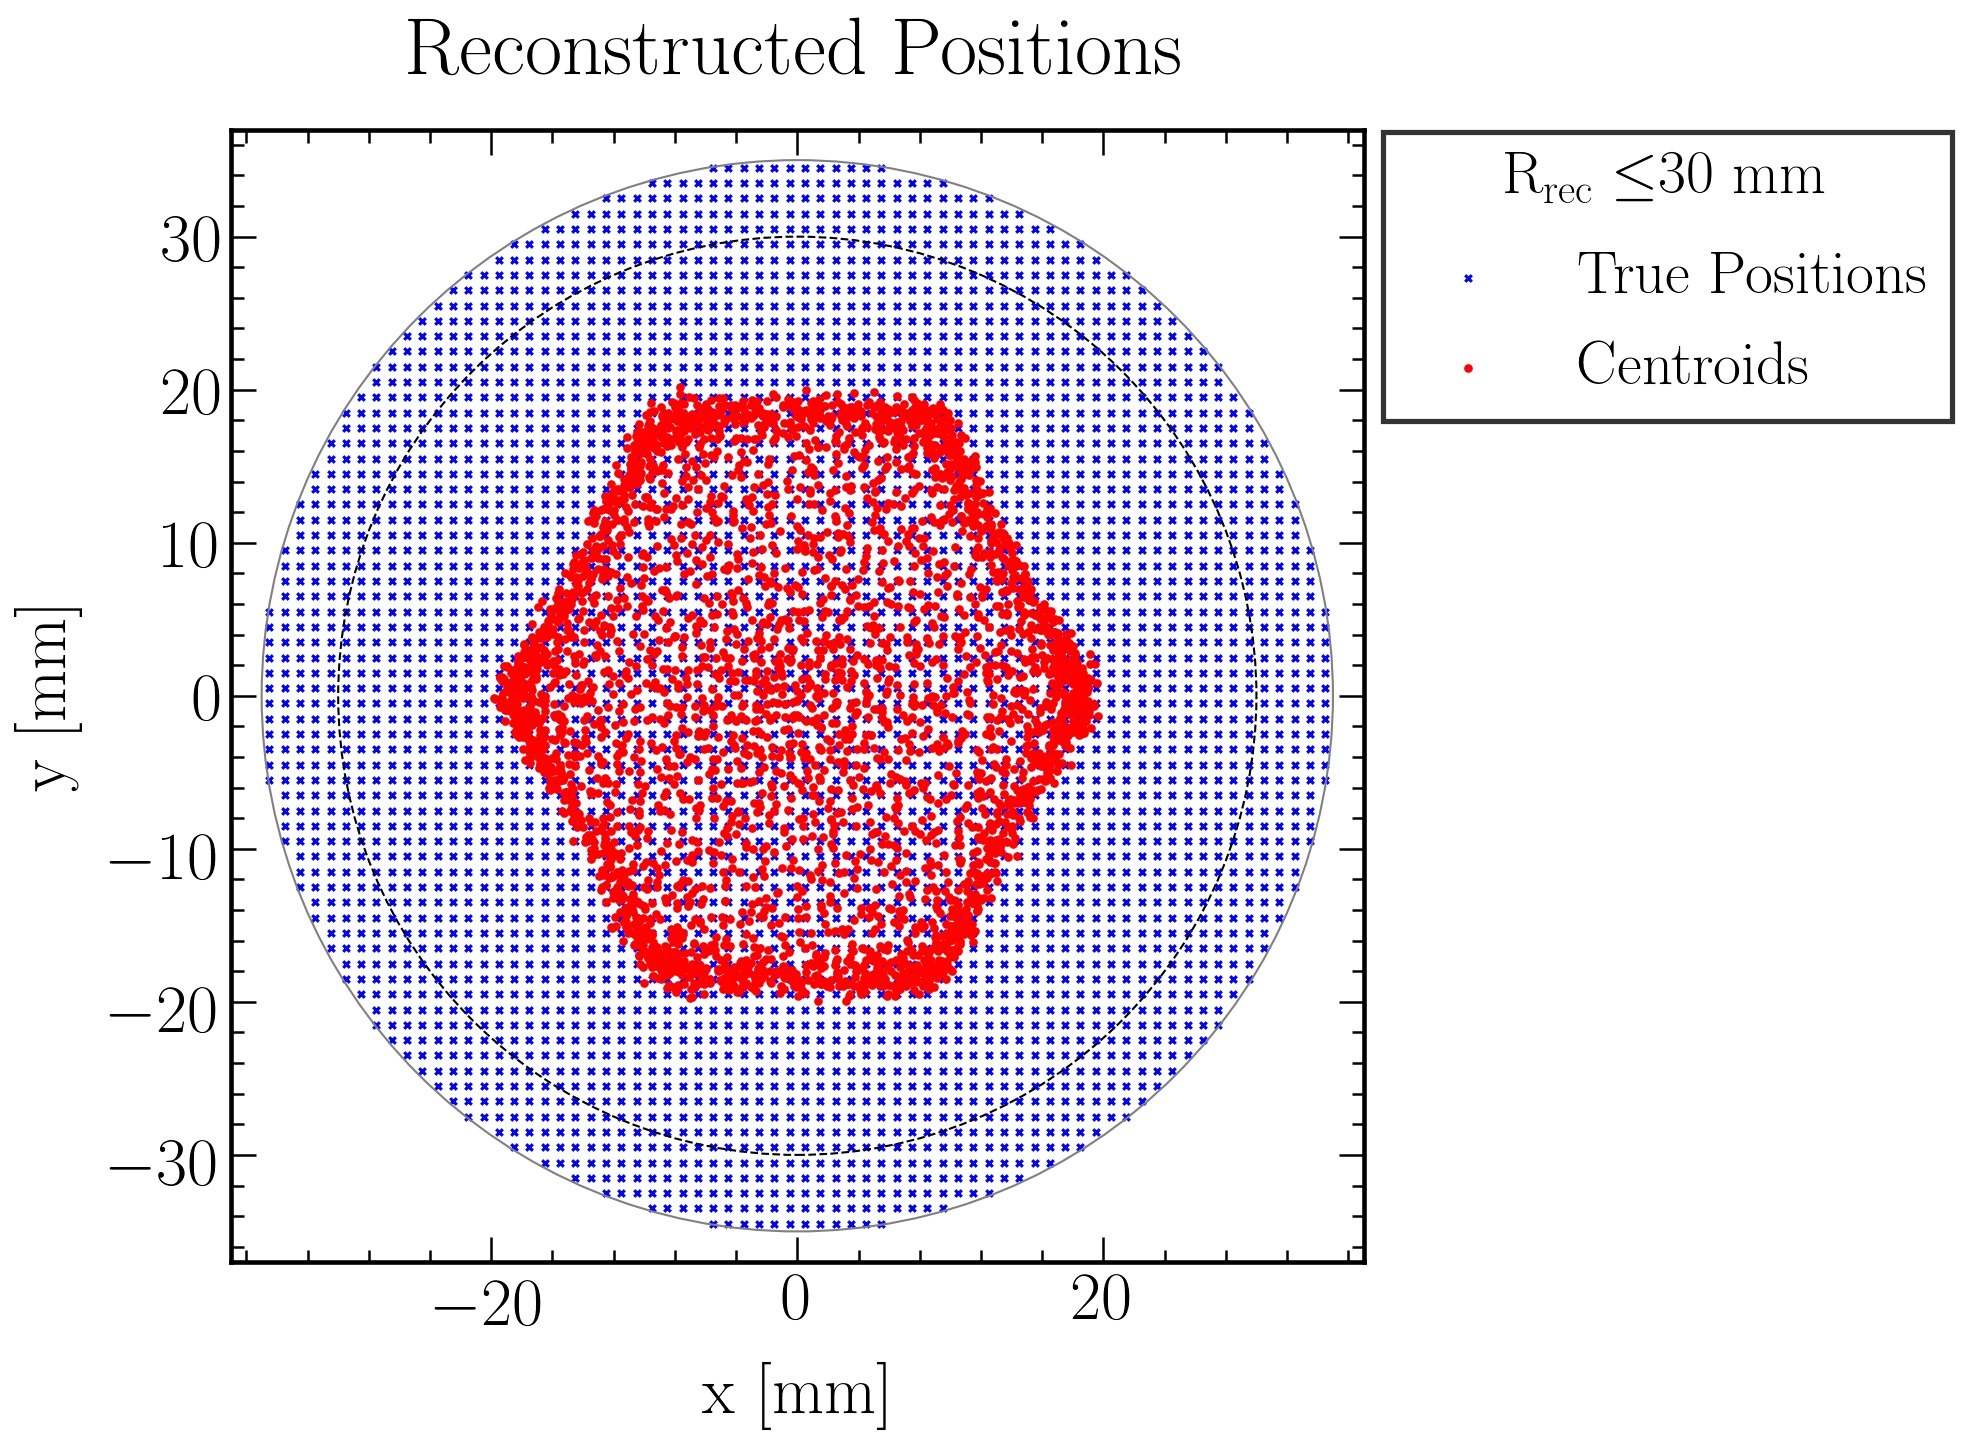 Reconstructed Positions
R_rec ≤30 mm
True Positions
Centroids
30
20
10
0
−10
−20
−30
y [mm]
−20 0 20
x [mm]